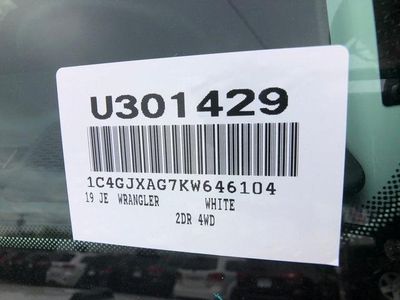 U301429
1C4GJXAG7KW646104
19 JE WRANGLER WHITE
2DR 4WD